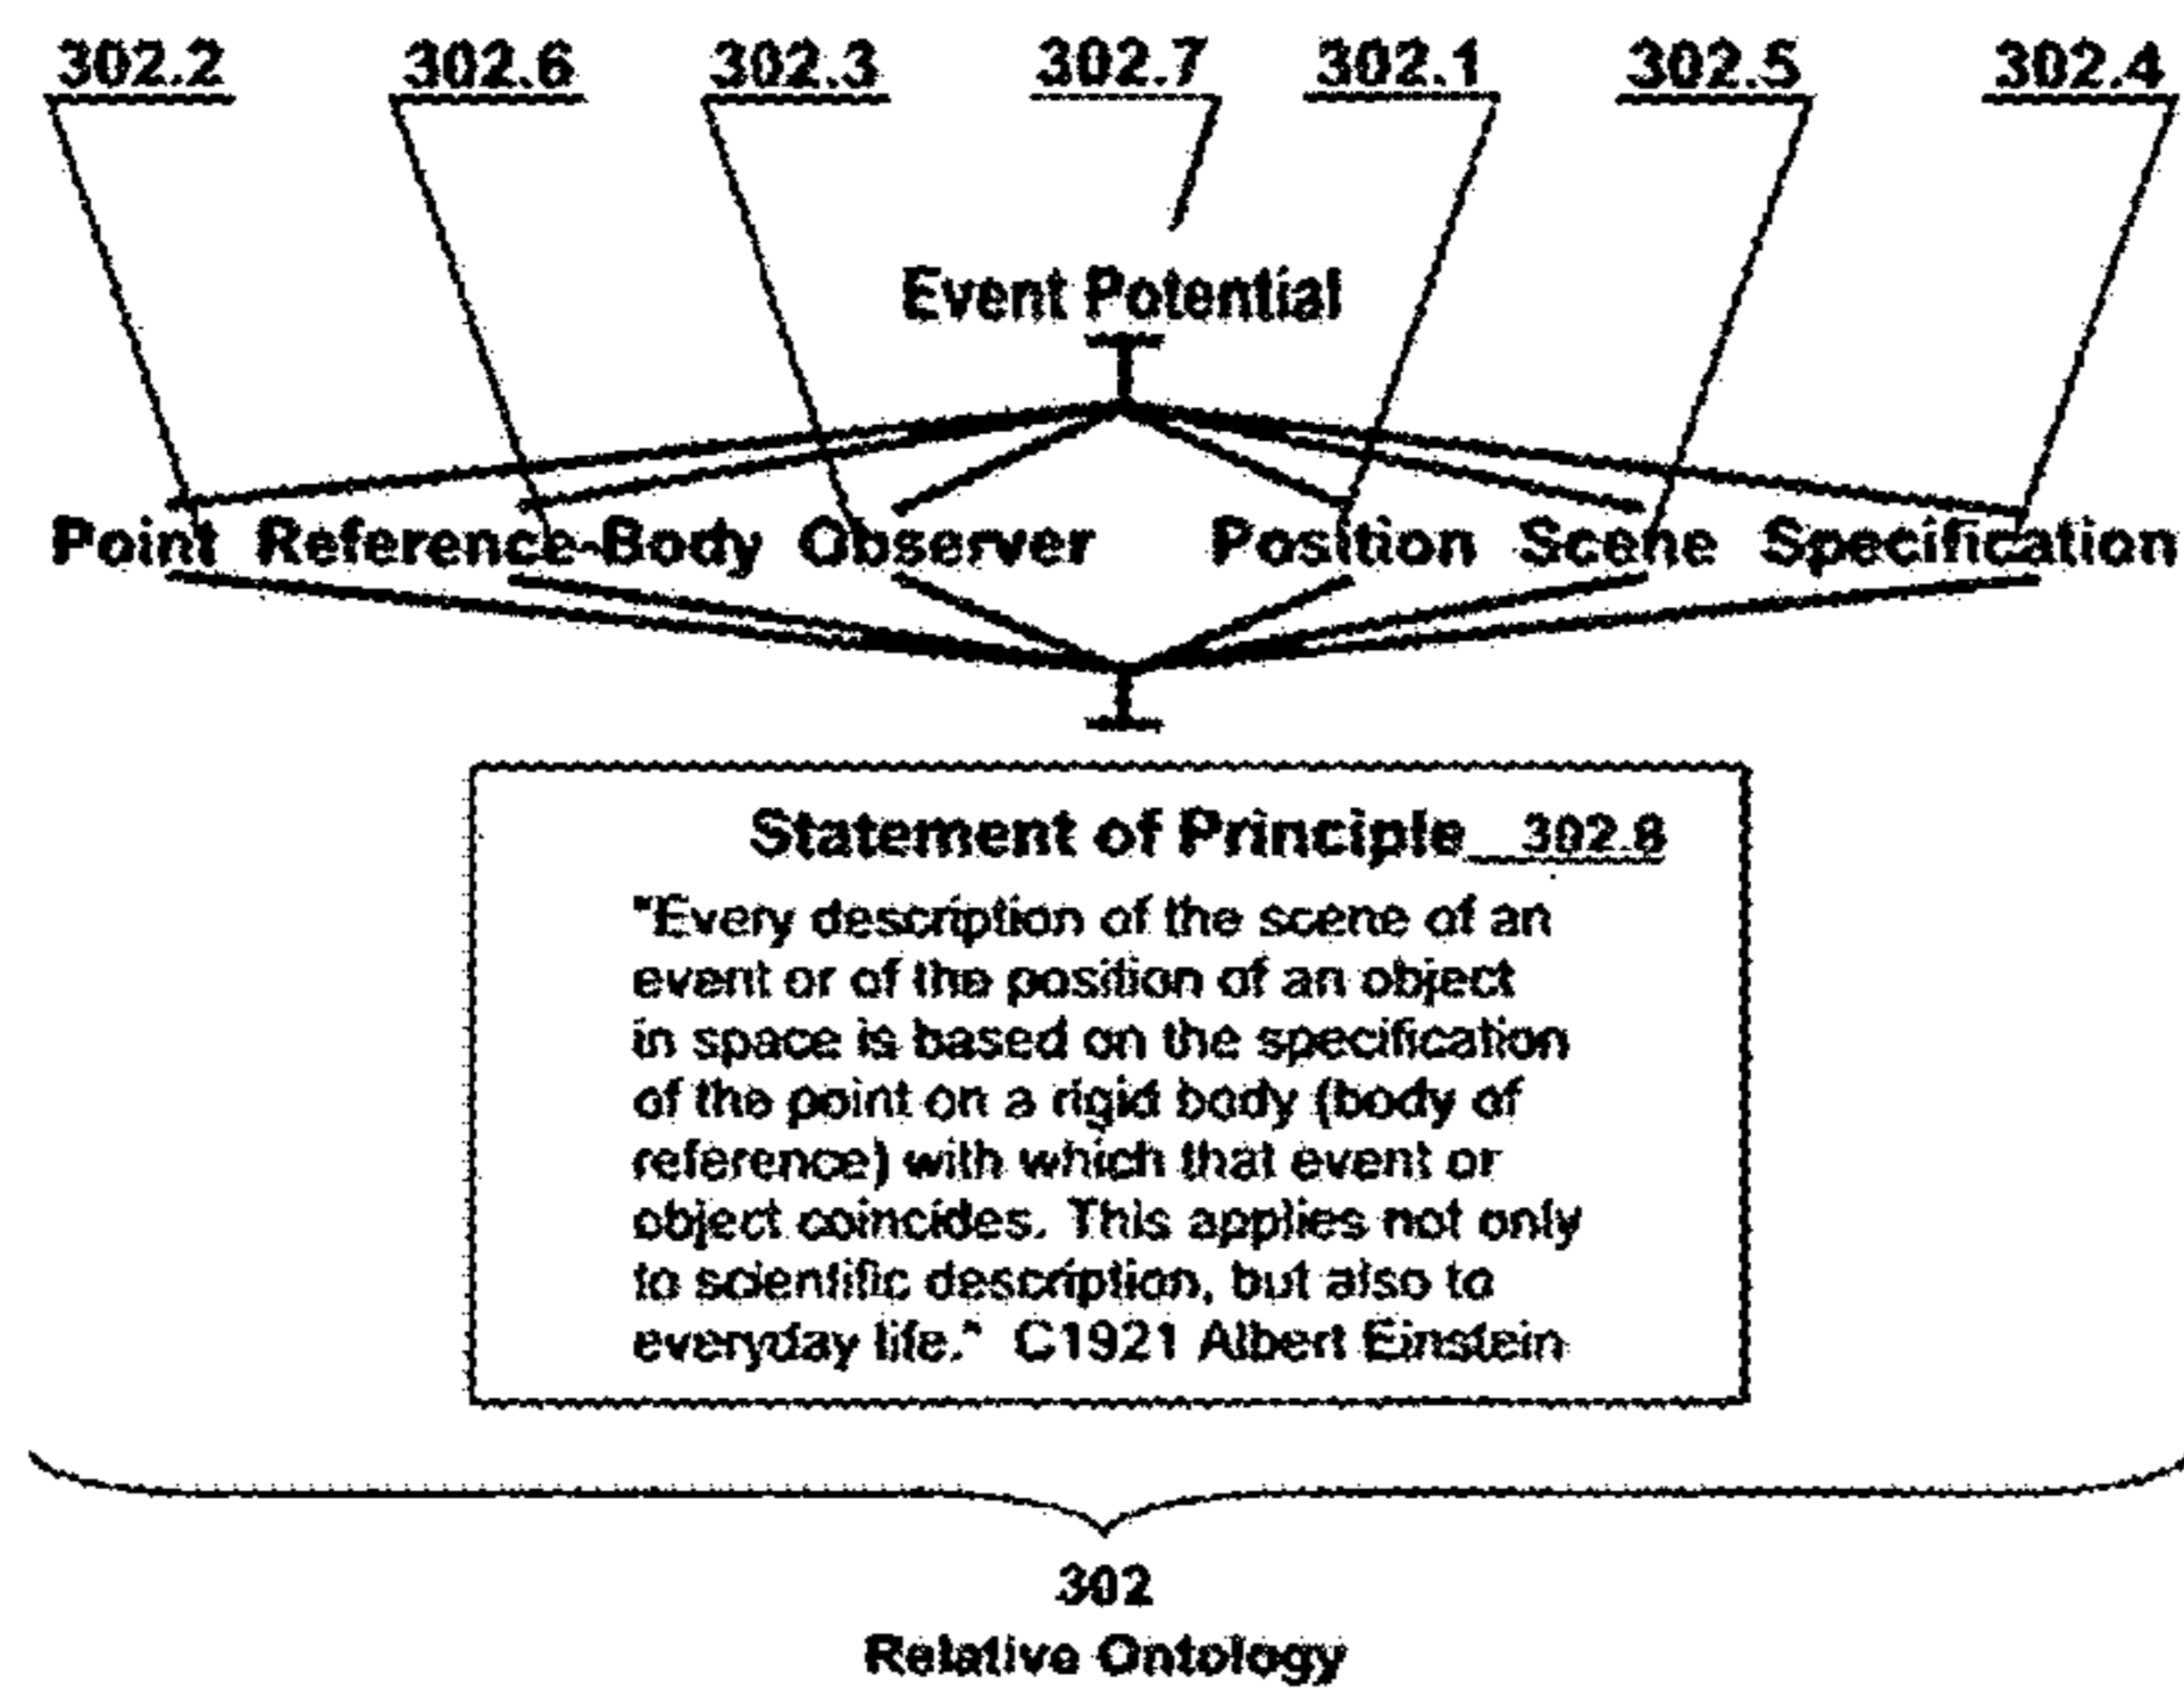 302.2 302.6 302.3 302.7 302.1 302.5 302.4
Event Potential
Point Reference-Body Observer Position Scene Specification
Statement of Principle 302.8
"Every description of the scene of an
event or of the position of an object
in space is based on the specification
of the point on a rigid body (body of
reference) with which that event or
object coincides. This applies not only
to scientific description, but also to
everyday life." C1921 Albert Einstein
302
Relative Ontology